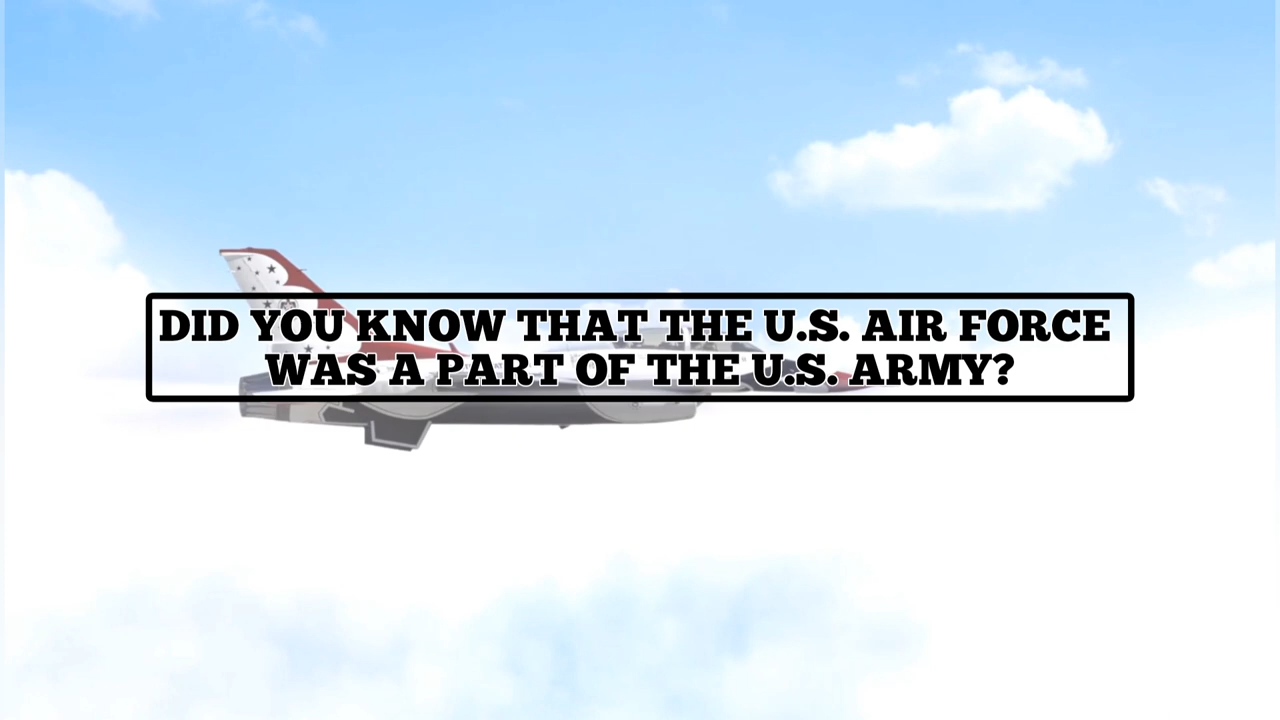 DID YOU KNOW THAT THE U.S. AIR FORCE
WAS A PART OF THE U.S. ARMY?